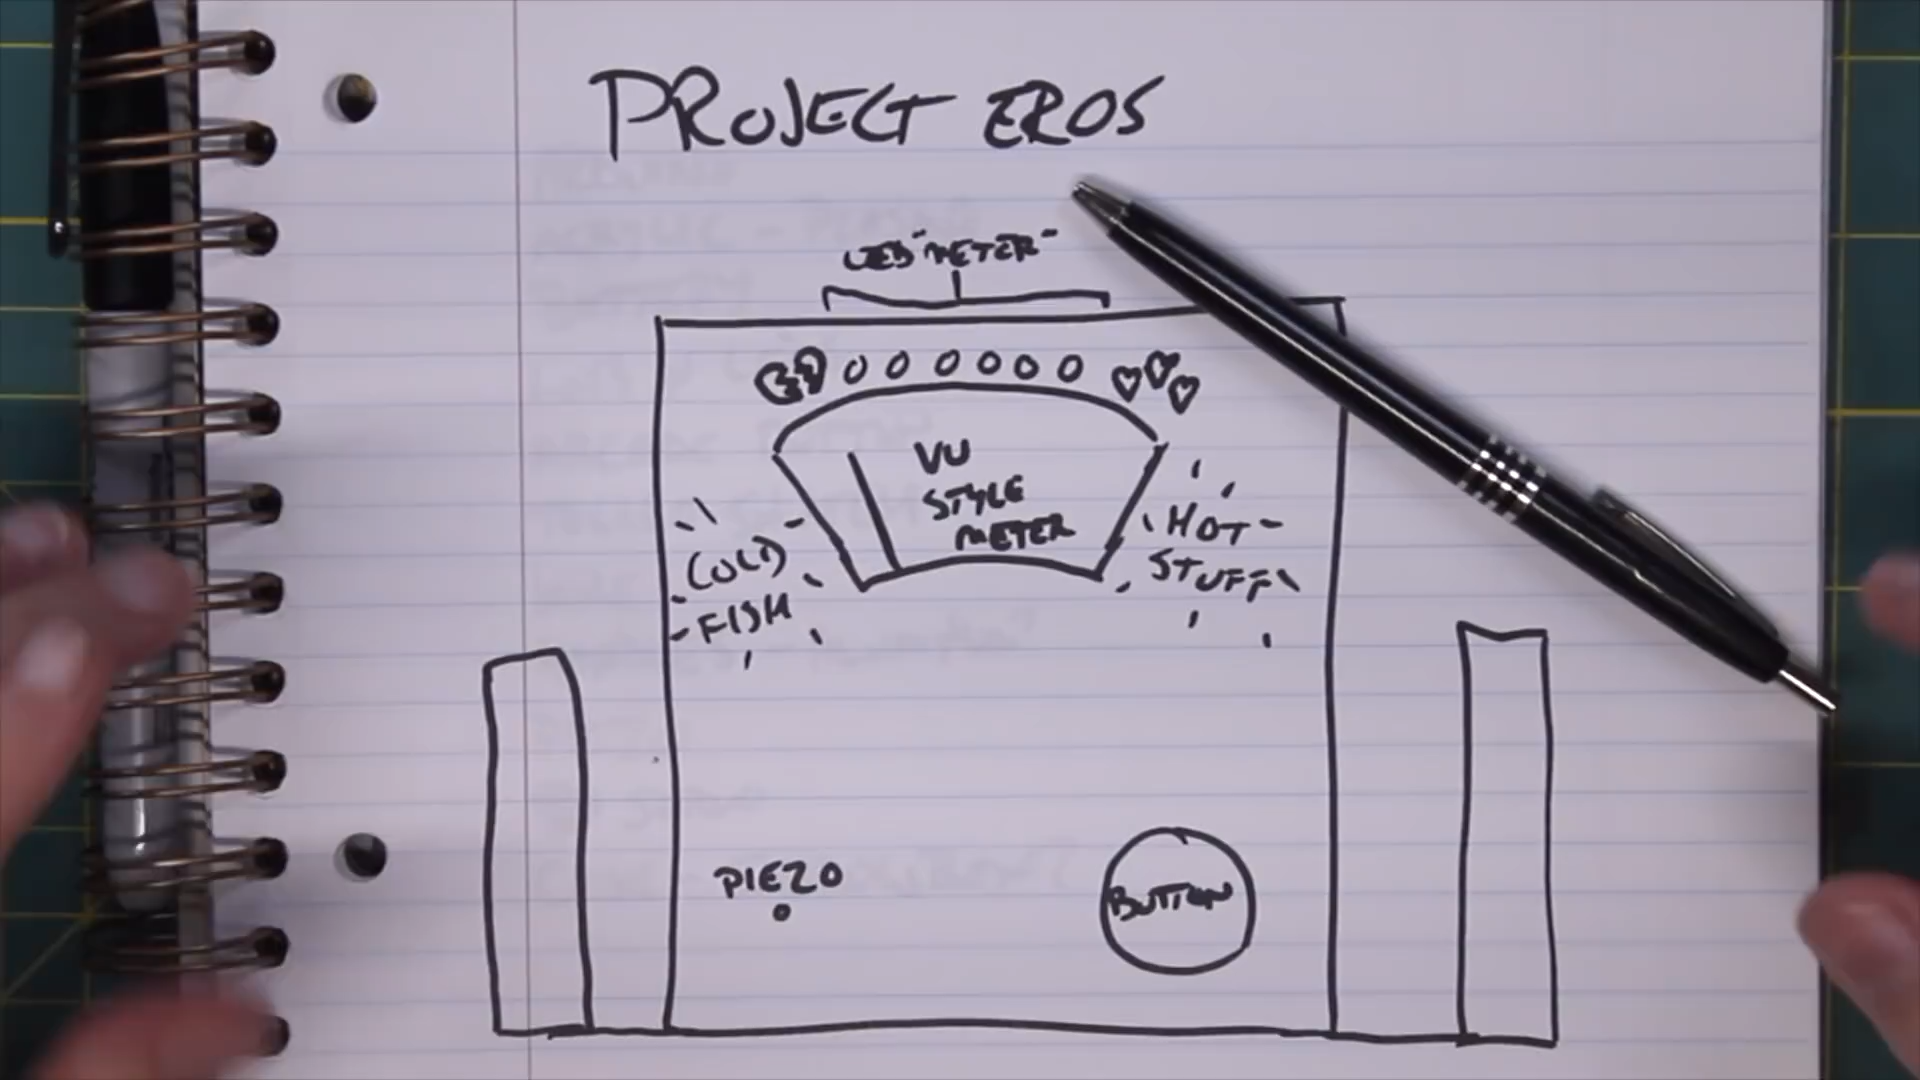 PROJECT EROS
LED "METER"
VU
STYLE
METER
COLD
FISH
HOT
STUFF
PIEZO
BUTTON